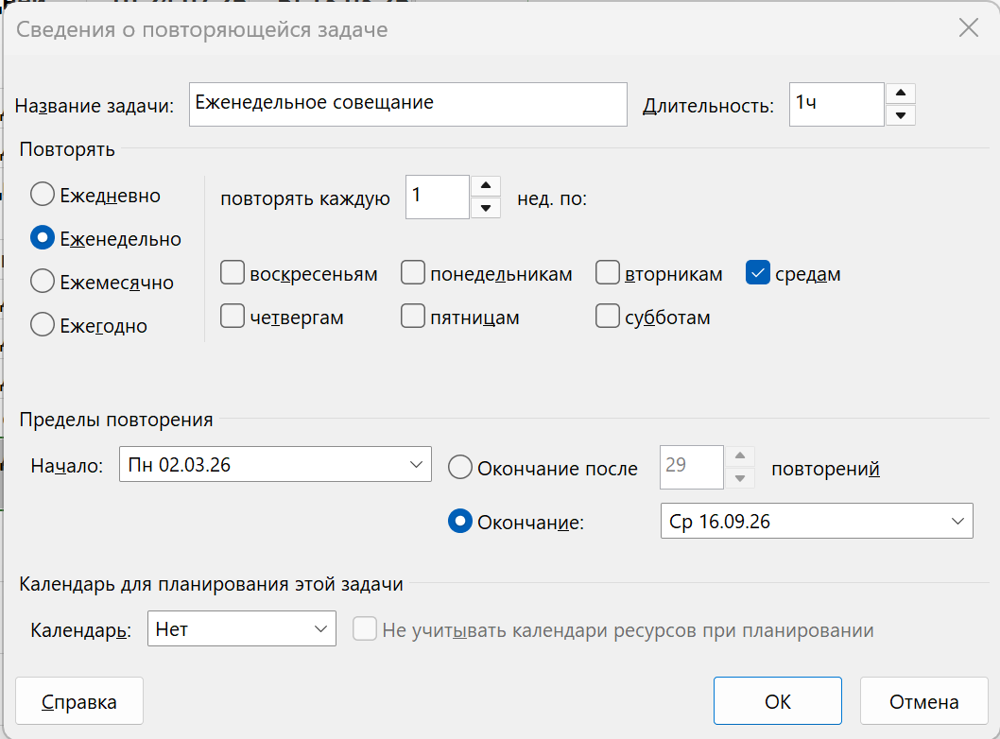 Сведения о повторяющейся задаче
Название задачи: Еженедельное совещание Длительность: 1ч
Повторять
Ежедневно повторять каждую 1 нед. по:
Еженедельно
воскресеньям понедельникам вторникам средам
Ежемесячно
четвергам пятницам субботам
Ежегодно
Пределы повторения
Начало: Пн 02.03.26 Окончание после 29 повторений
Окончание: Ср 16.09.26
Календарь для планирования этой задачи
Календарь: Нет Не учитывать календари ресурсов при планировании
Справка ОК Отмена